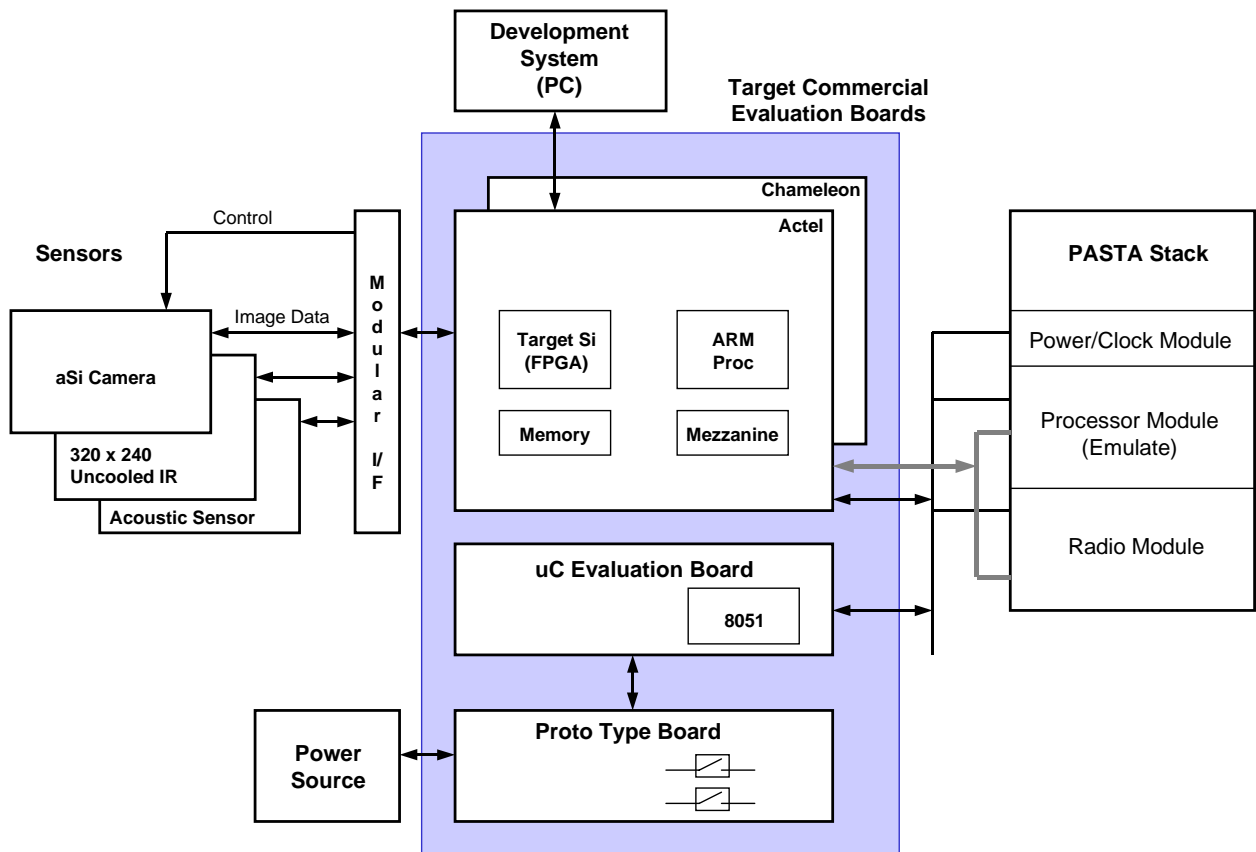 Development
System
(PC)
Target Commercial
Evaluation Boards
Chameleon
Actel
Control
Sensors
Image Data
aSi Camera
320 x 240
Uncooled IR
Acoustic Sensor
Modular I/F
Target Si
(FPGA)
ARM
Proc
Memory
Mezzanine
PASTA Stack
Power/Clock Module
Processor Module
(Emulate)
Radio Module
uC Evaluation Board
8051
Power
Source
Proto Type Board